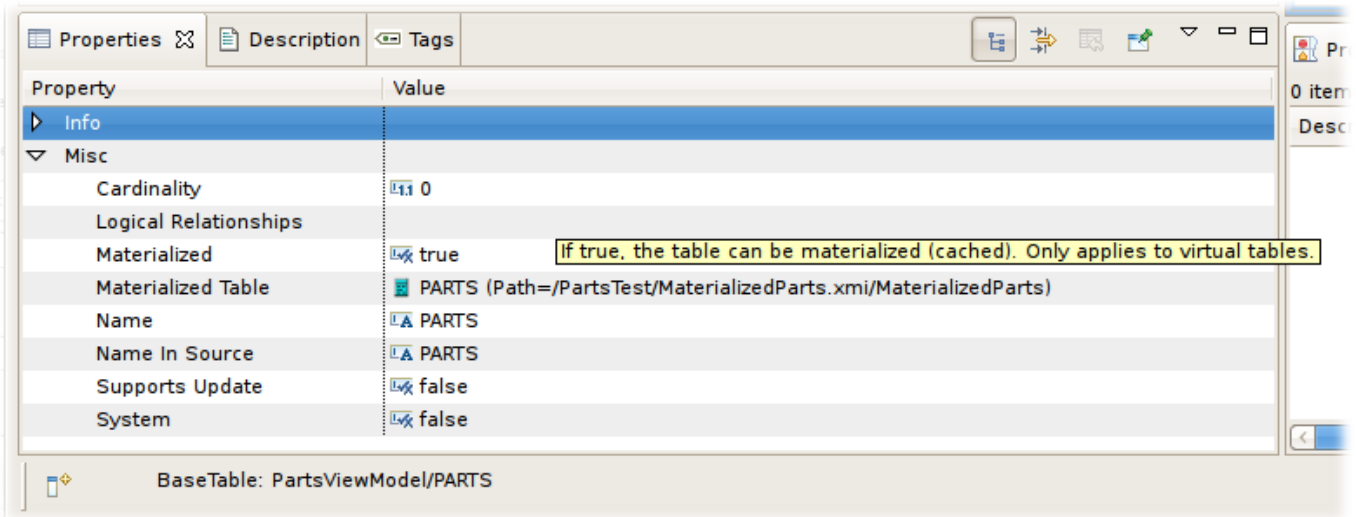 Properties Description Tags
Property Value
0 item
Info
Misc
Cardinality 0
Logical Relationships
Materialized true
If true, the table can be materialized (cached). Only applies to virtual tables.
Materialized Table PARTS (Path=/PartsTest/MaterializedParts.xmi/MaterializedParts)
Name PARTS
Name In Source PARTS
Supports Update false
System false
BaseTable: PartsViewModel/PARTS